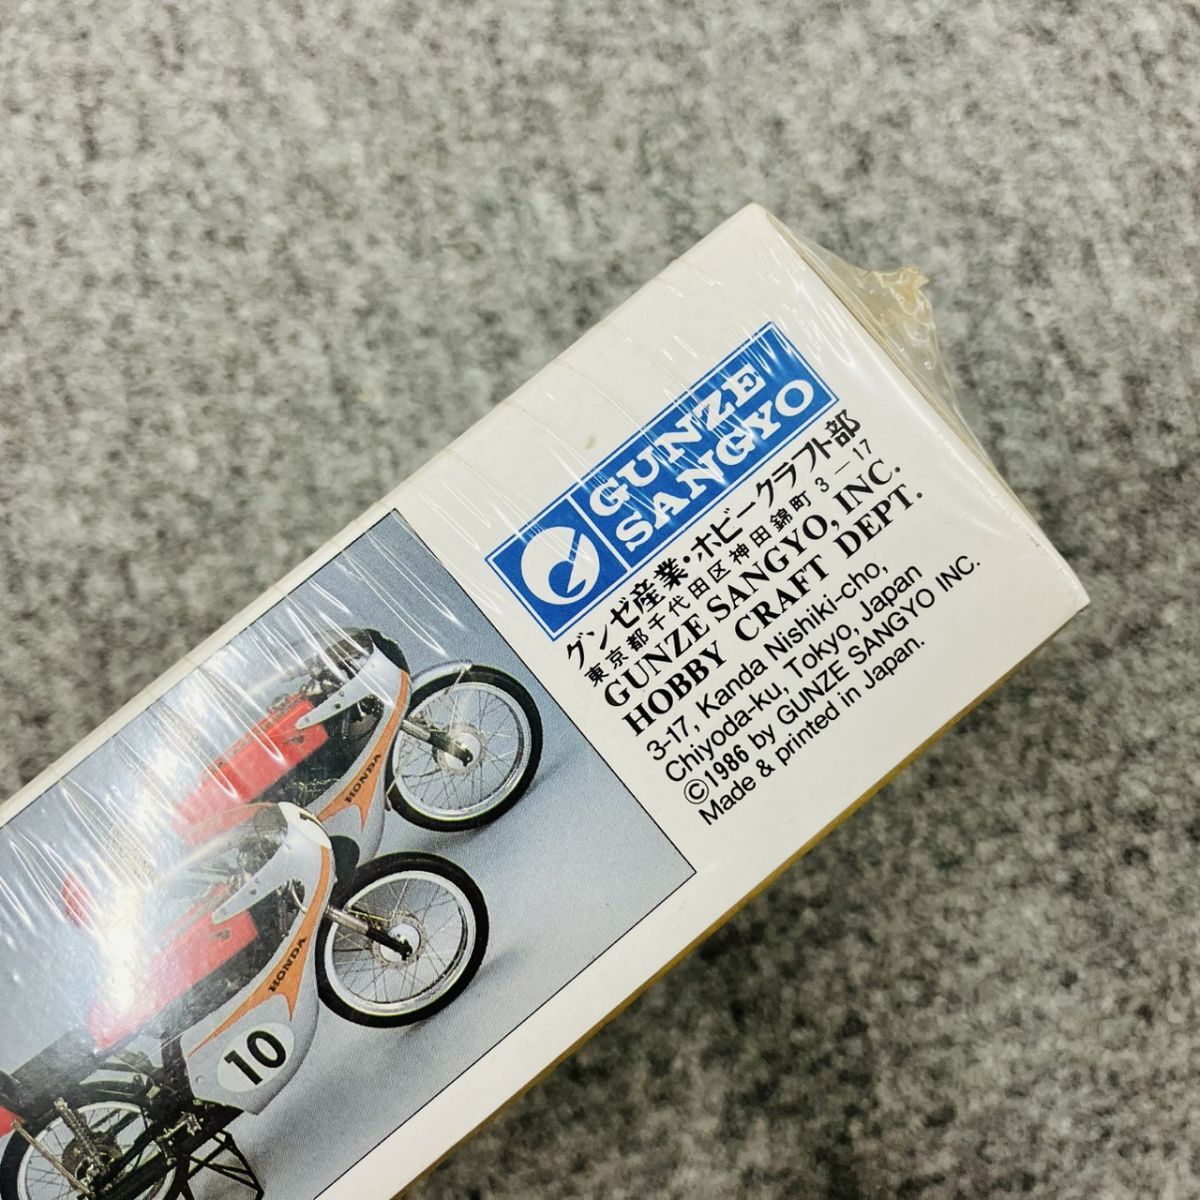 GUNZE
SANGYO
グンゼ産業・ホビークラフト部
東京都千代田区神田錦町3-17
GUNZE SANGYO, INC.
HOBBY CRAFT DEPT.
3-17, Kanda Nishiki-cho,
Chiyoda-ku, Tokyo, Japan
©1986 by GUNZE SANGYO INC.
Made & printed in Japan.
HONDA
HONDA
10